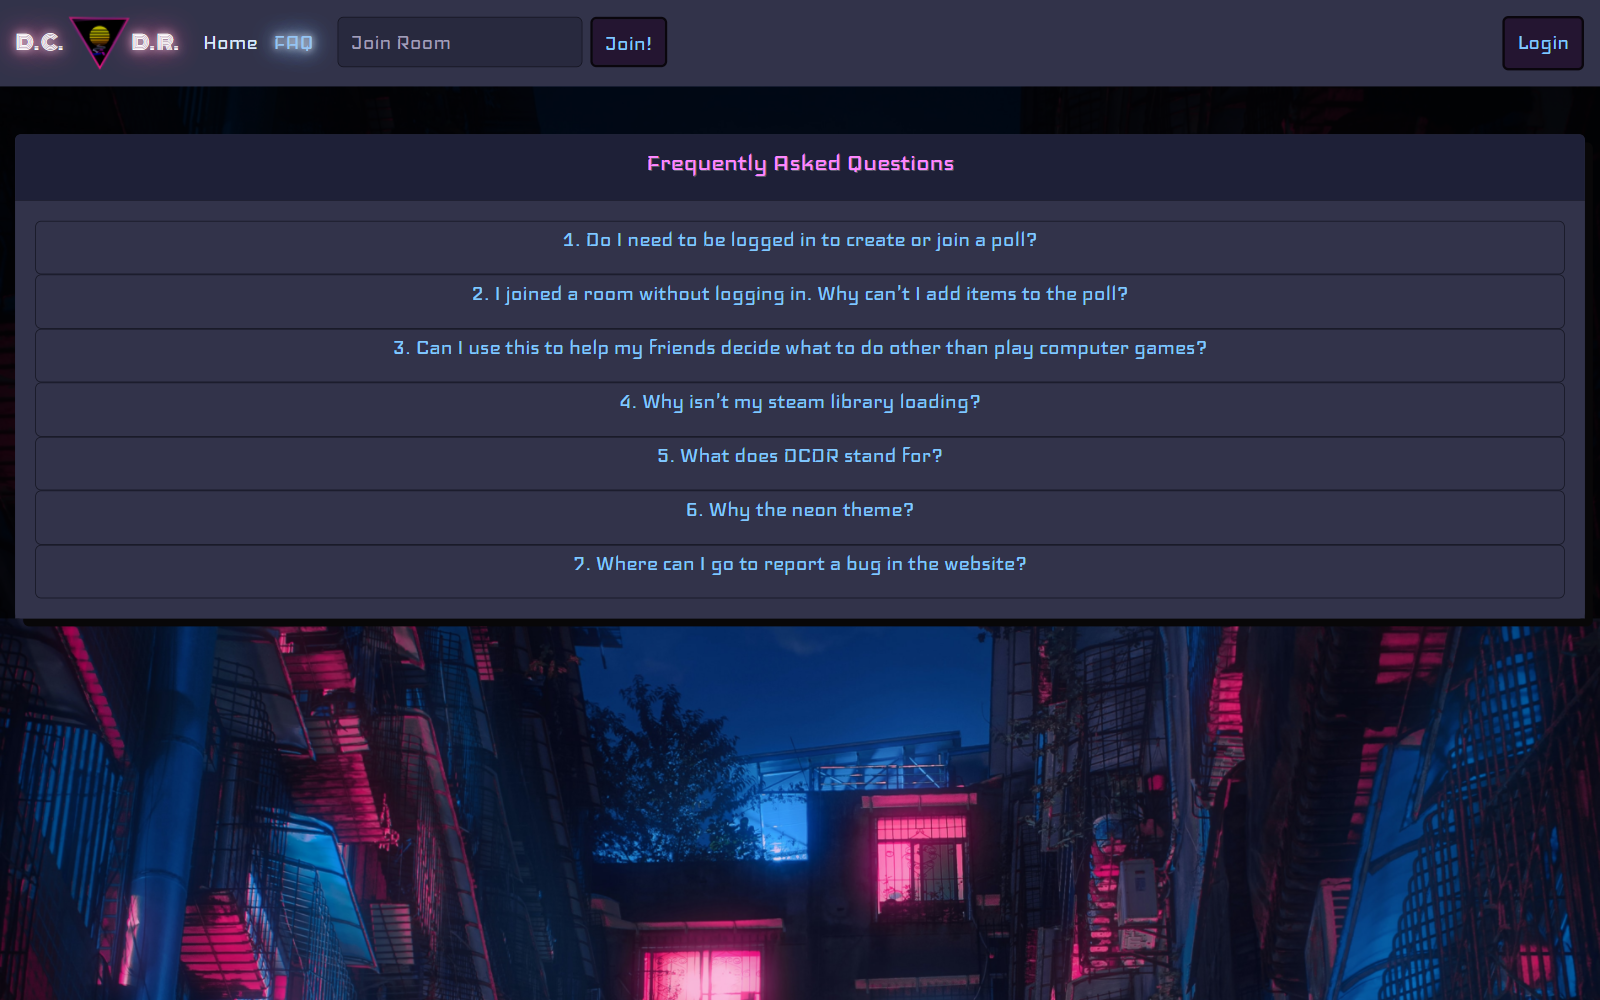 D.C. D.R. Home FAQ Join Room Join! Login
Frequently Asked Questions
1. Do I need to be logged in to create or join a poll?
2. I joined a room without logging in. Why can't I add items to the poll?
3. Can I use this to help my friends decide what to do other than play computer games?
4. Why isn't my steam library loading?
5. What does DCDR stand for?
6. Why the neon theme?
7. Where can I go to report a bug in the website?